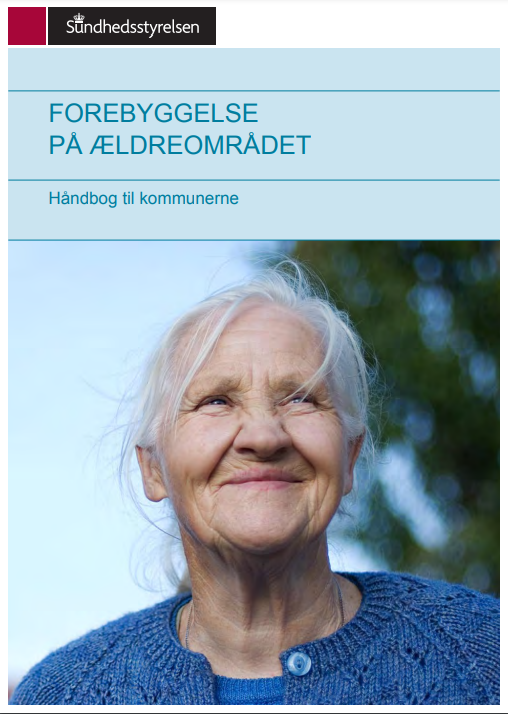 Sundhedsstyrelsen
FOREBYGGELSE
PÅ ÆLDREOMRÅDET
Håndbog til kommunerne